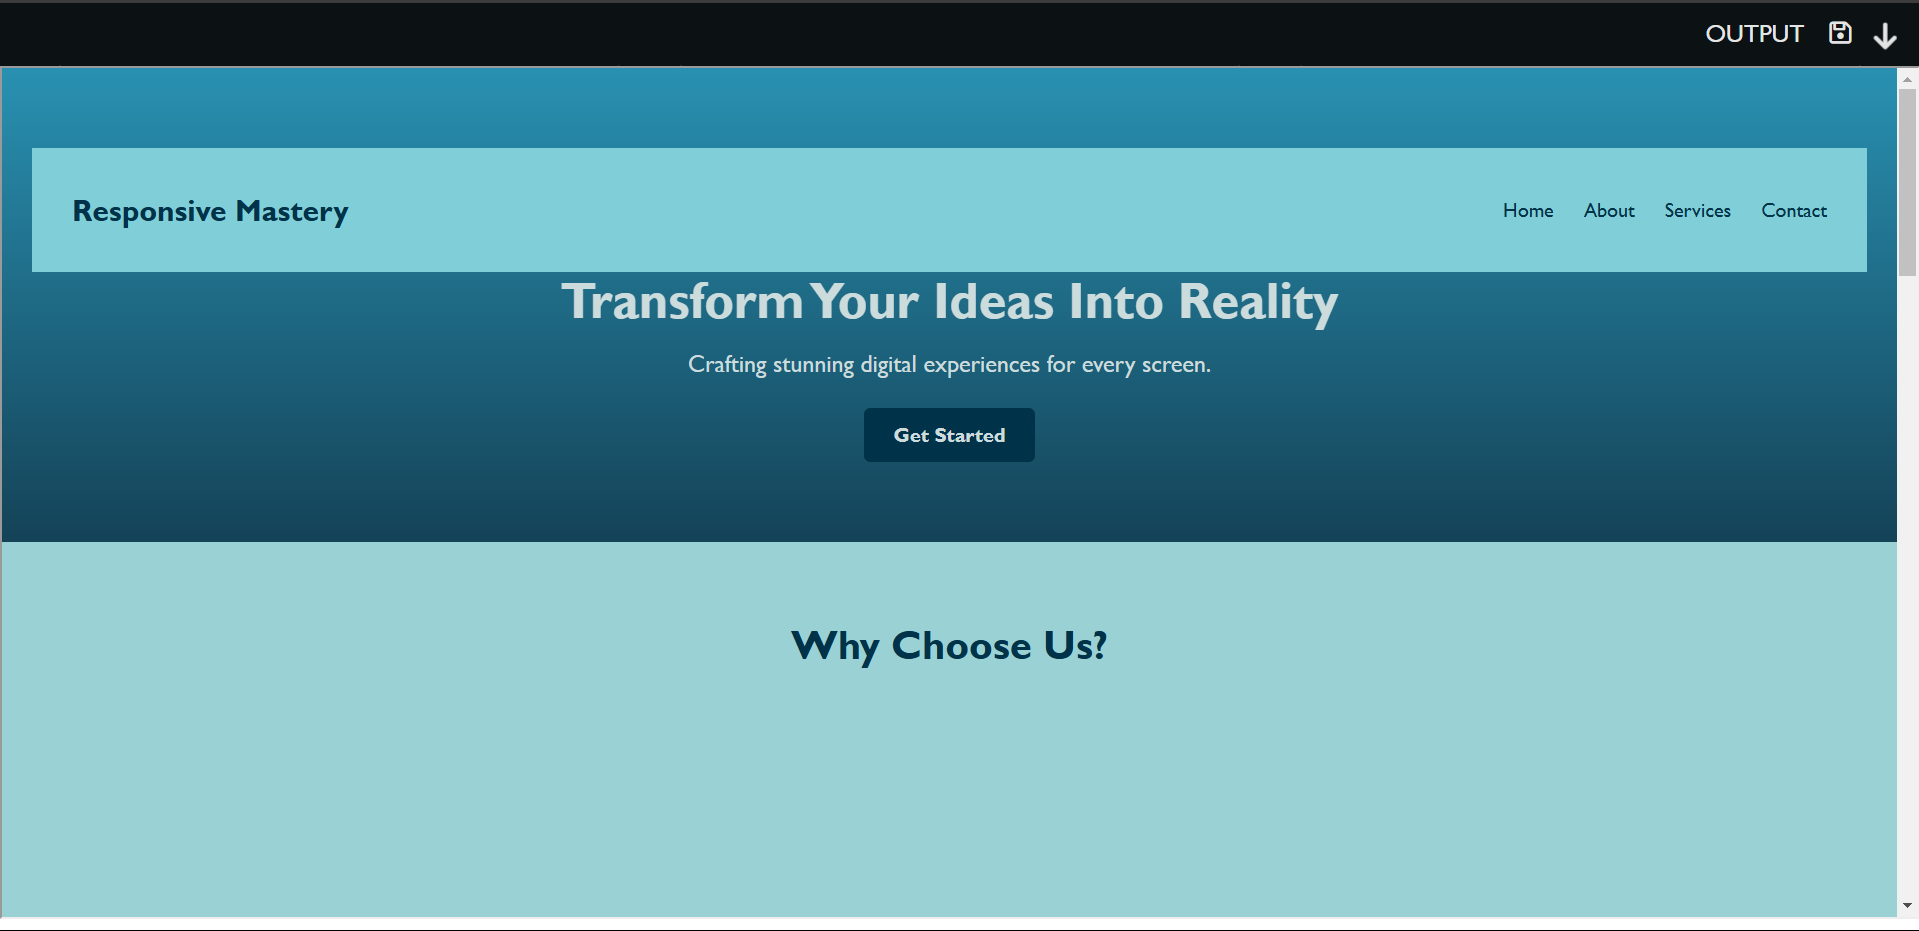 OUTPUT
Responsive Mastery
Home About Services Contact
Transform Your Ideas Into Reality
Crafting stunning digital experiences for every screen.
Get Started
Why Choose Us?